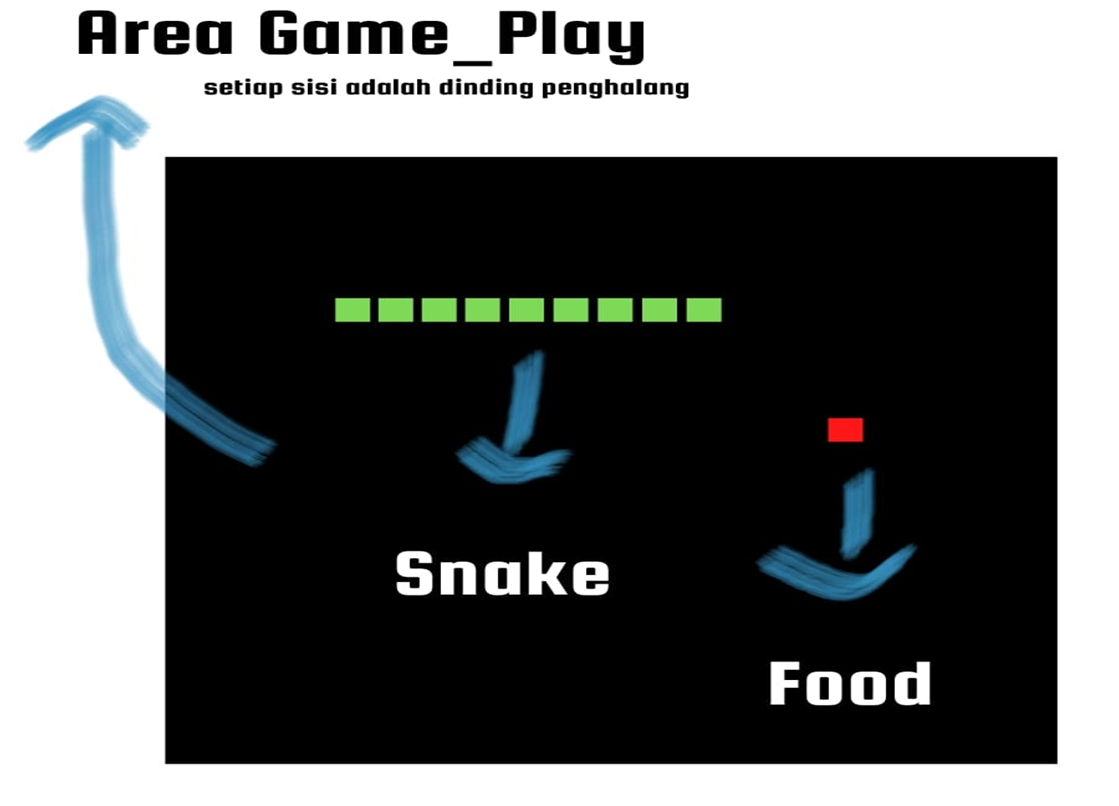 Area Game_Play
setiap sisi adalah dinding penghalang
Snake
Food